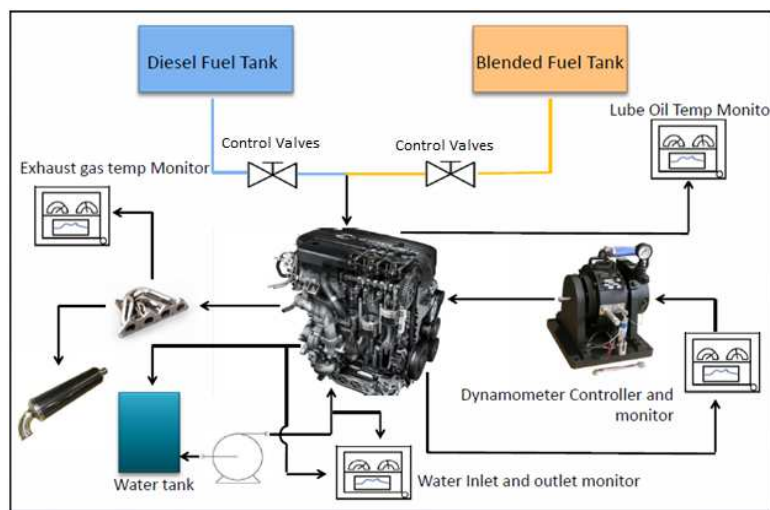 Diesel Fuel Tank
Blended Fuel Tank
Lube Oil Temp Monito
Control Valves
Control Valves
Exhaust gas temp Monitor
Dynamometer Controller and
monitor
Water tank
Water Inlet and outlet monitor